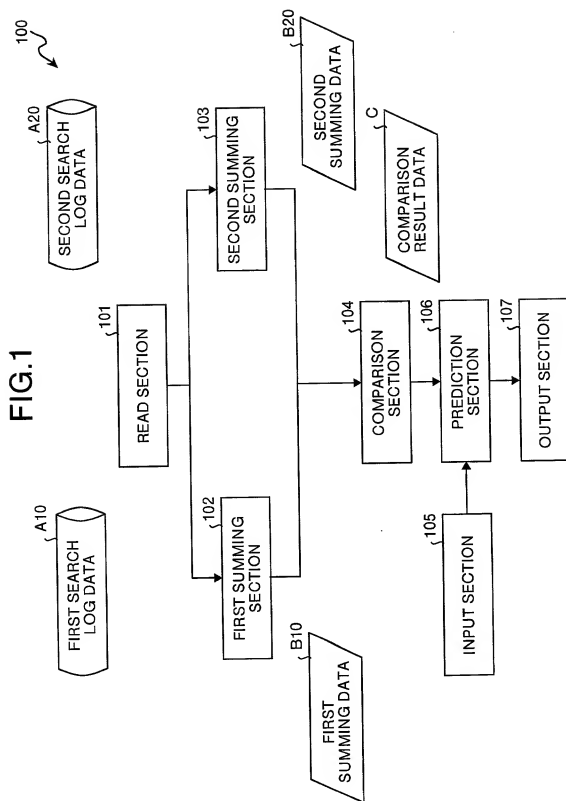 FIG.1
100
A10
FIRST SEARCH
LOG DATA
A20
SECOND SEARCH
LOG DATA
101
READ SECTION
102
FIRST SUMMING
SECTION
103
SECOND SUMMING
SECTION
B10
FIRST
SUMMING DATA
B20
SECOND
SUMMING DATA
C
COMPARISON
RESULT DATA
104
COMPARISON
SECTION
105
INPUT SECTION
106
PREDICTION
SECTION
107
OUTPUT SECTION